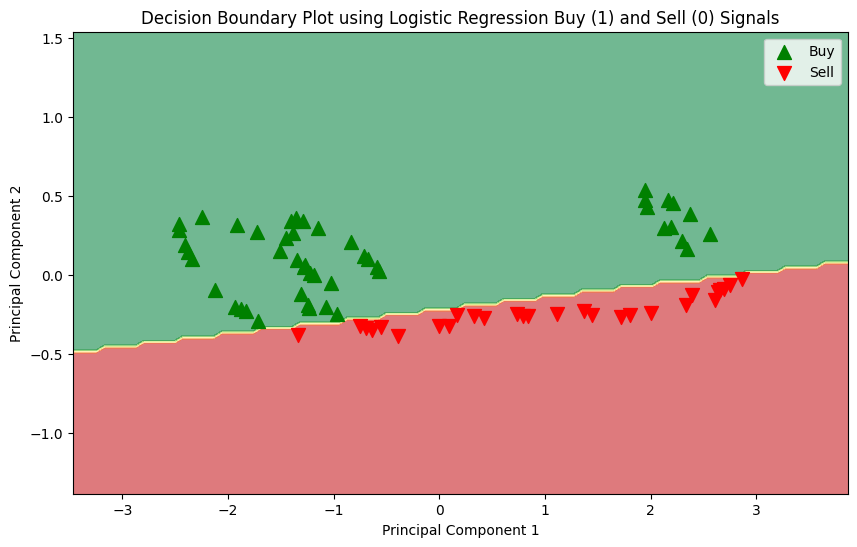 Decision Boundary Plot using Logistic Regression Buy (1) and Sell (0) Signals
Buy
Sell
1.5
1.0
0.5
0.0
−0.5
−1.0
Principal Component 2
−3
−2
−1
0
1
2
3
Principal Component 1